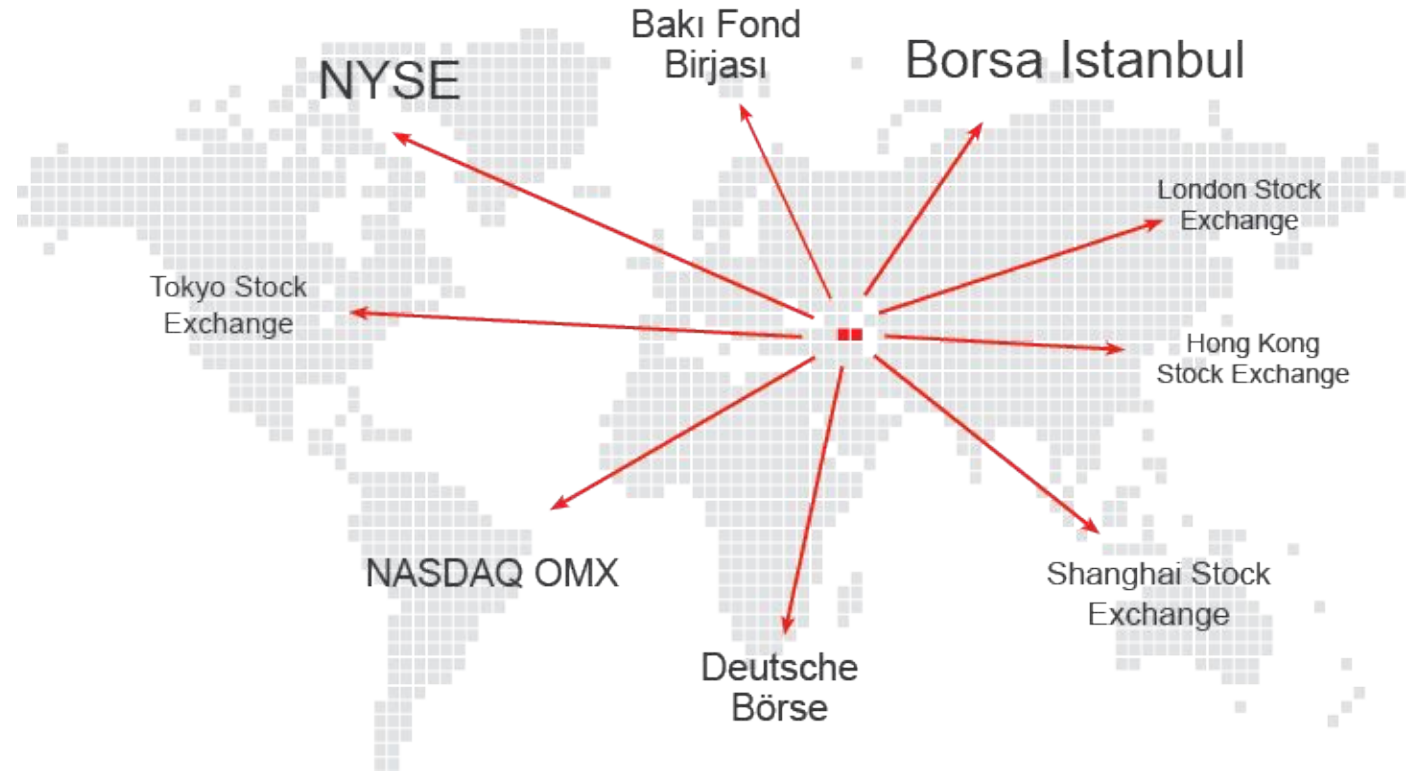 Bakı Fond
Birjası
Borsa Istanbul
NYSE
London Stock
Exchange
Tokyo Stock
Exchange
Hong Kong
Stock Exchange
NASDAQ OMX
Shanghai Stock
Exchange
Deutsche
Börse